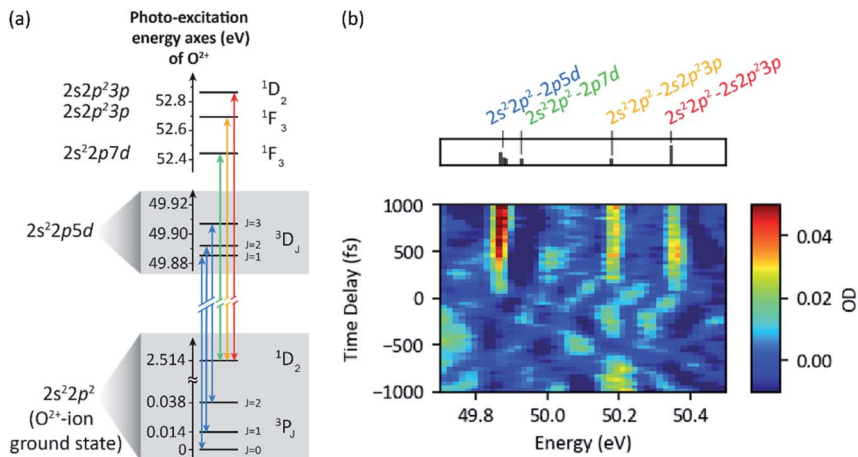 (a)
Photo-excitation
energy axes (eV)
of O²⁺
2s2p²3p
2s2p²3p
2s²2p7d
52.8
52.6
52.4
¹D₂
¹F₃
¹F₃
2s²2p5d
49.92
49.90
49.88
J=3
J=2
J=1
³D_J
2s²2p²
(O²⁺-ion
ground state)
2.514
0.038
0.014
0
¹D₂
J=2
J=1
J=0
³P_J
(b)
2s²2p²-2p5d
2s²2p²-2p7d
2s²2p²-2s2p²3p
2s²2p²-2s2p²3p
Time Delay (fs)
1000
500
0
−500
−1000
49.8 50.0 50.2 50.4
Energy (eV)
0.04
0.02
0.00
OD